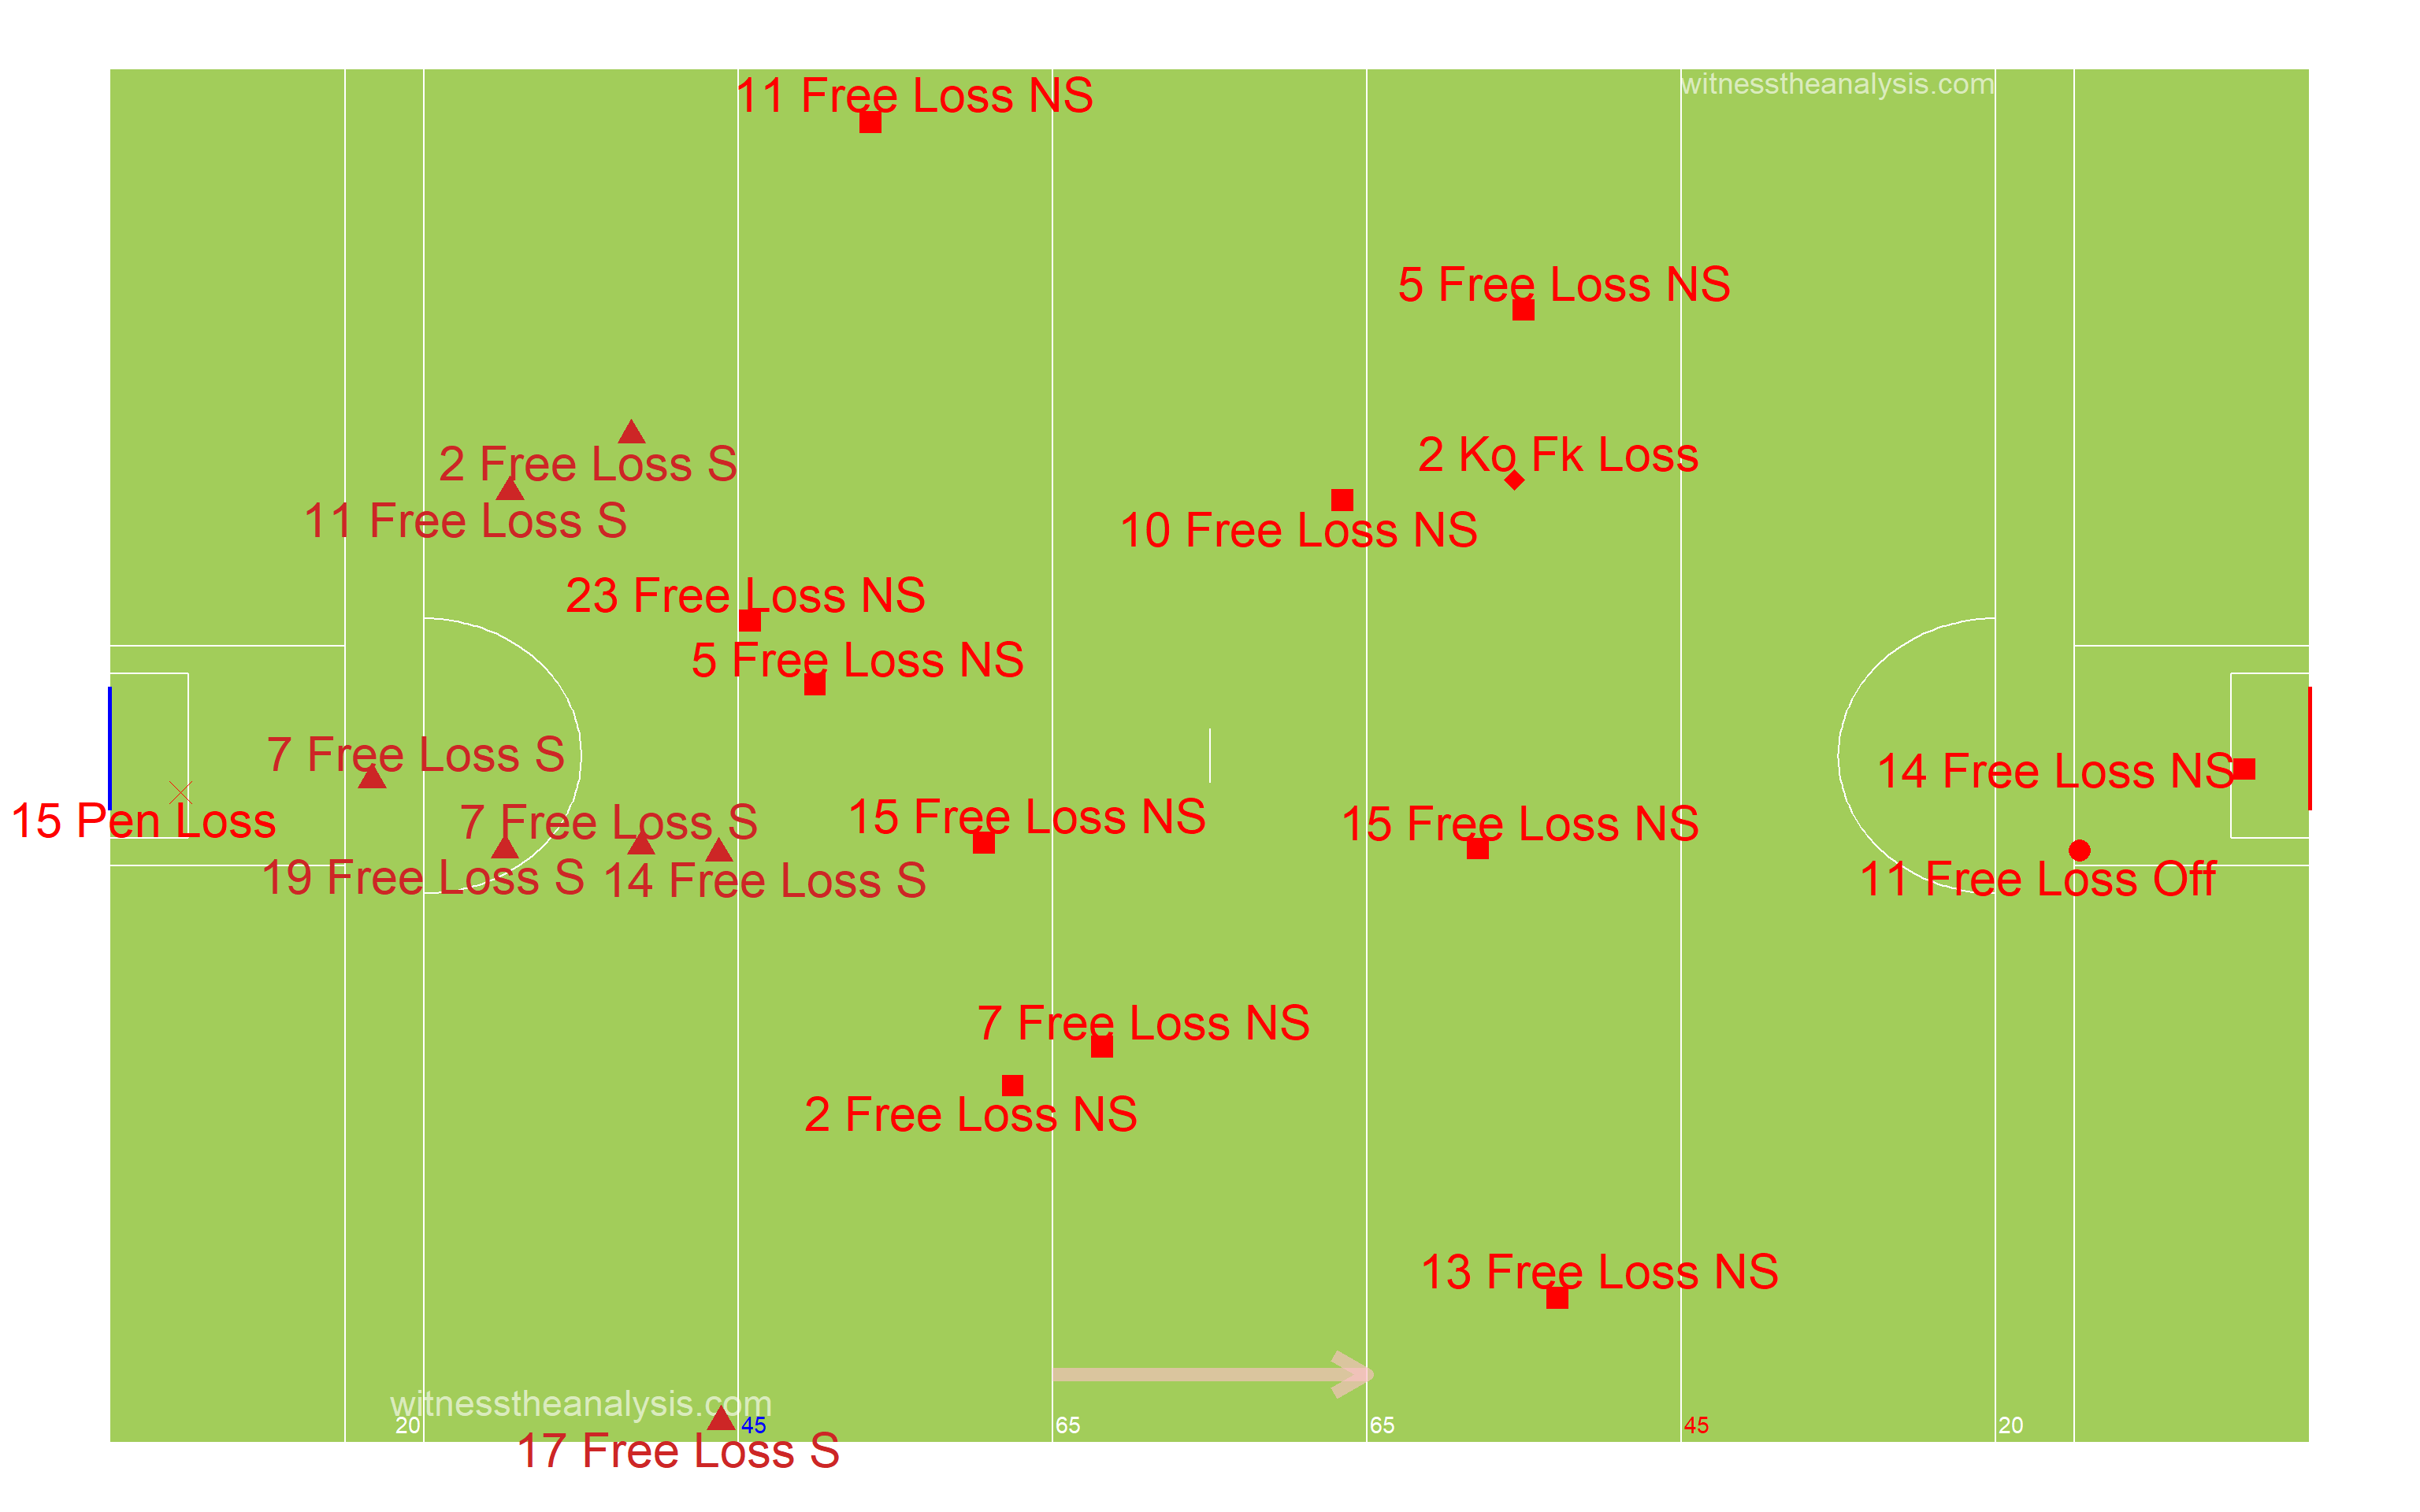 witnesstheanalysis.com
11 Free Loss NS
5 Free Loss NS
2 Ko Fk Loss
2 Free Loss S
11 Free Loss S
10 Free Loss NS
23 Free Loss NS
5 Free Loss NS
7 Free Loss S
14 Free Loss NS
15 Pen Loss
7 Free Loss S
15 Free Loss NS
15 Free Loss NS
19 Free Loss S
14 Free Loss S
11 Free Loss Off
7 Free Loss NS
2 Free Loss NS
13 Free Loss NS
witnesstheanalysis.com
20
45
65
65
45
20
17 Free Loss S